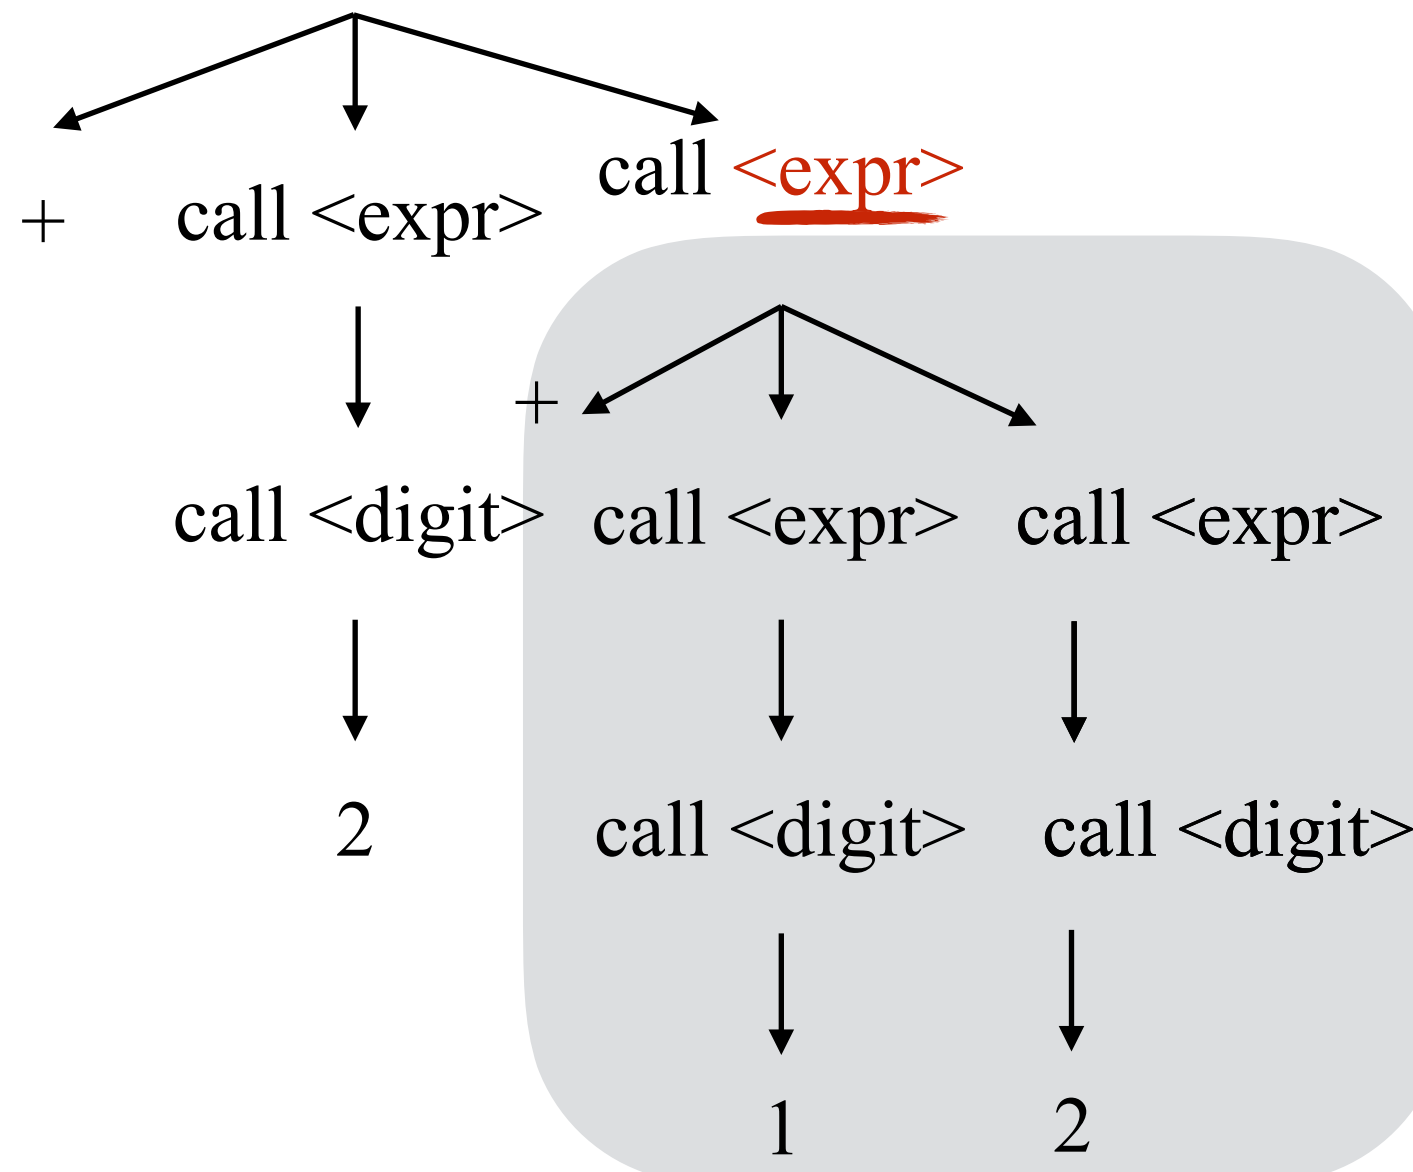 call <expr>
+ call <expr>
+
call <digit> call <expr> call <expr>
2 call <digit> call <digit>
1 2